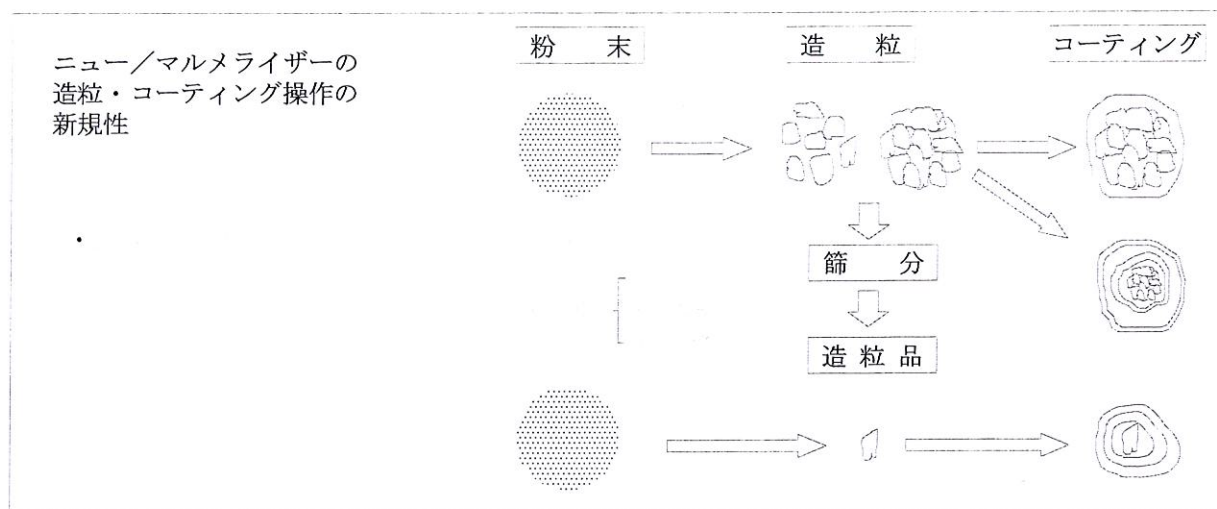 ニュー／マルメライザーの
造粒・コーティング操作の
新規性
粉　末
造　粒
コーティング
篩　分
造 粒 品